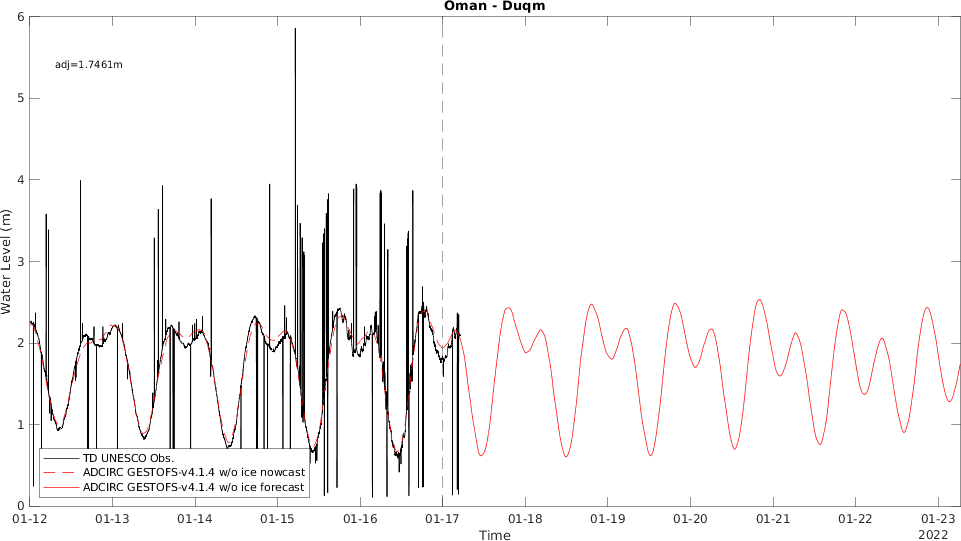 Oman - Duqm
6
5
4
3
2
1
0
adj=1.7461m
Water Level (m)
TD UNESCO Obs.
ADCIRC GESTOFS-v4.1.4 w/o ice nowcast
ADCIRC GESTOFS-v4.1.4 w/o ice forecast
01-12 01-13 01-14 01-15 01-16 01-17 01-18 01-19 01-20 01-21 01-22 01-23
Time
2022